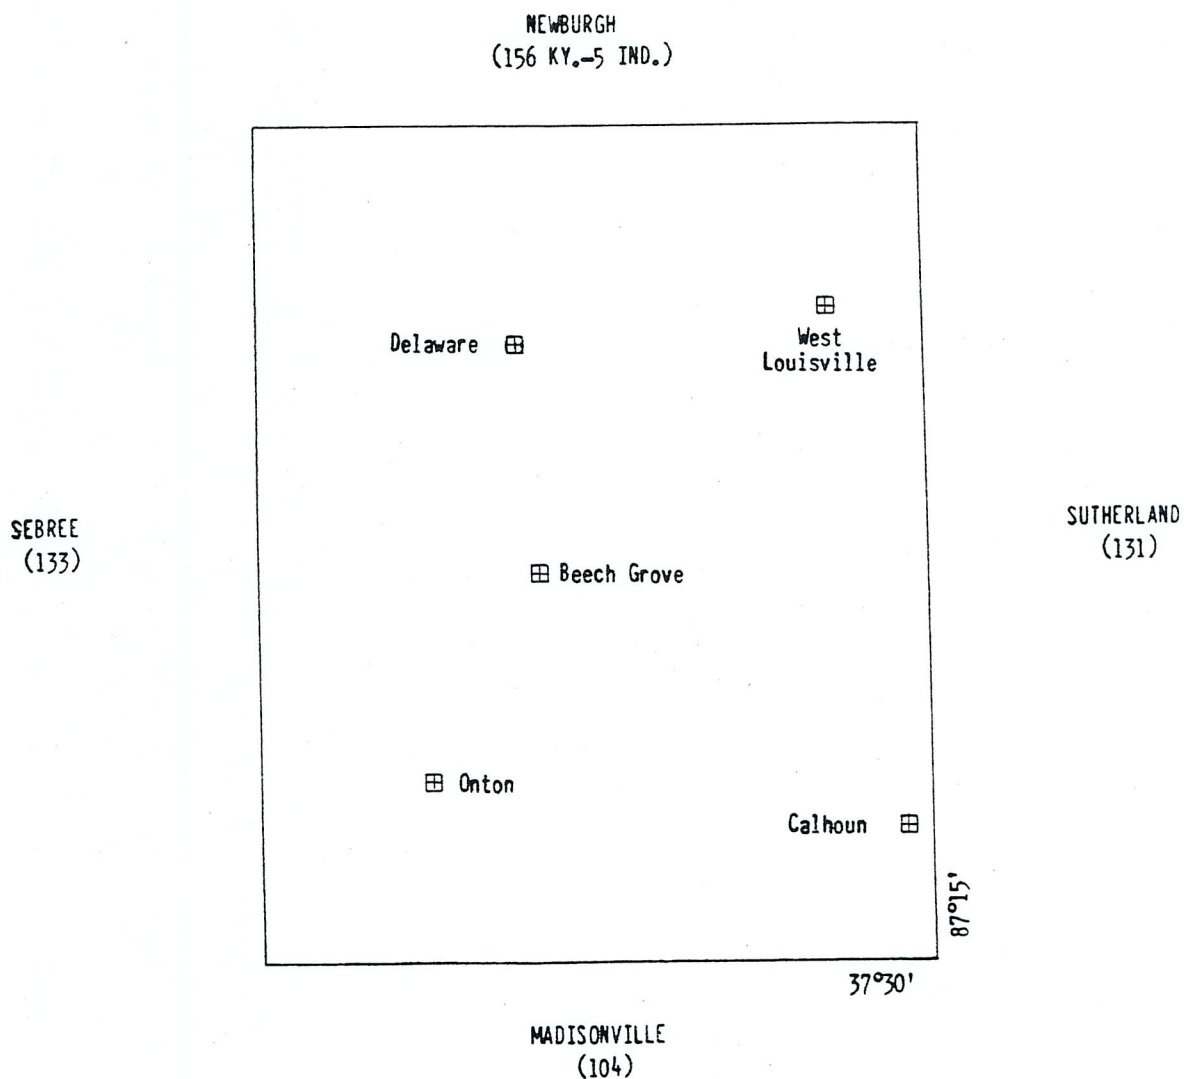 NEWBURGH
(156 KY.-5 IND.)
West
Louisville
Delaware
SEBREE
(133)
SUTHERLAND
(131)
Beech Grove
Onton
Calhoun
87°15'
37°30'
MADISONVILLE
(104)